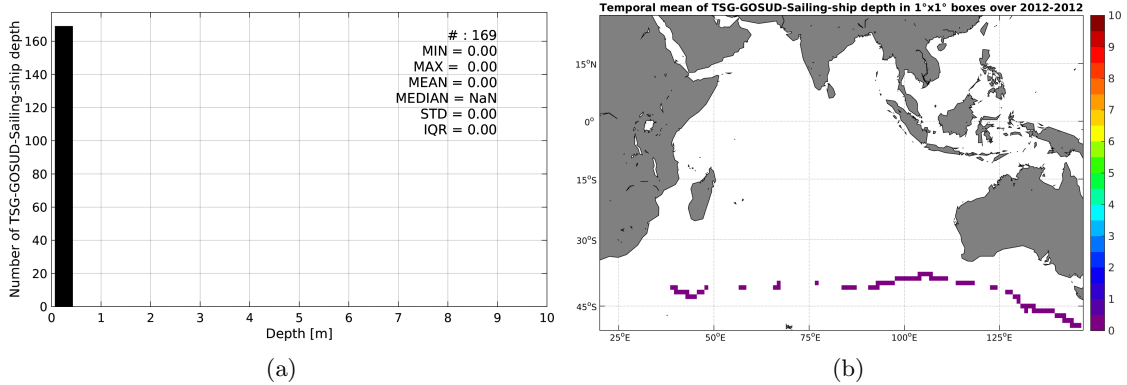 # : 169
MIN = 0.00
MAX = 0.00
MEAN = 0.00
MEDIAN = NaN
STD = 0.00
IQR = 0.00
Number of TSG-GOSUD-Sailing-ship depth
160
140
120
100
80
60
40
20
0
0 1 2 3 4 5 6 7 8 9 10
Depth [m]
(a)
Temporal mean of TSG-GOSUD-Sailing-ship depth in 1°x1° boxes over 2012-2012
15°N
0°
15°S
30°S
45°S
25°E 50°E 75°E 100°E 125°E
10
9
8
7
6
5
4
3
2
1
0
(b)